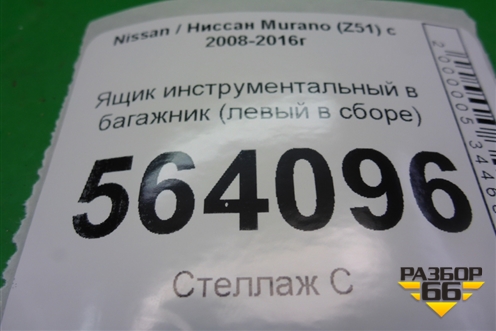 Nissan / Ниссан Murano (Z51) с
2008-2016г
Ящик инструментальный в
багажник (левый в сборе)
564096
Стеллаж С
РАЗБОР
66